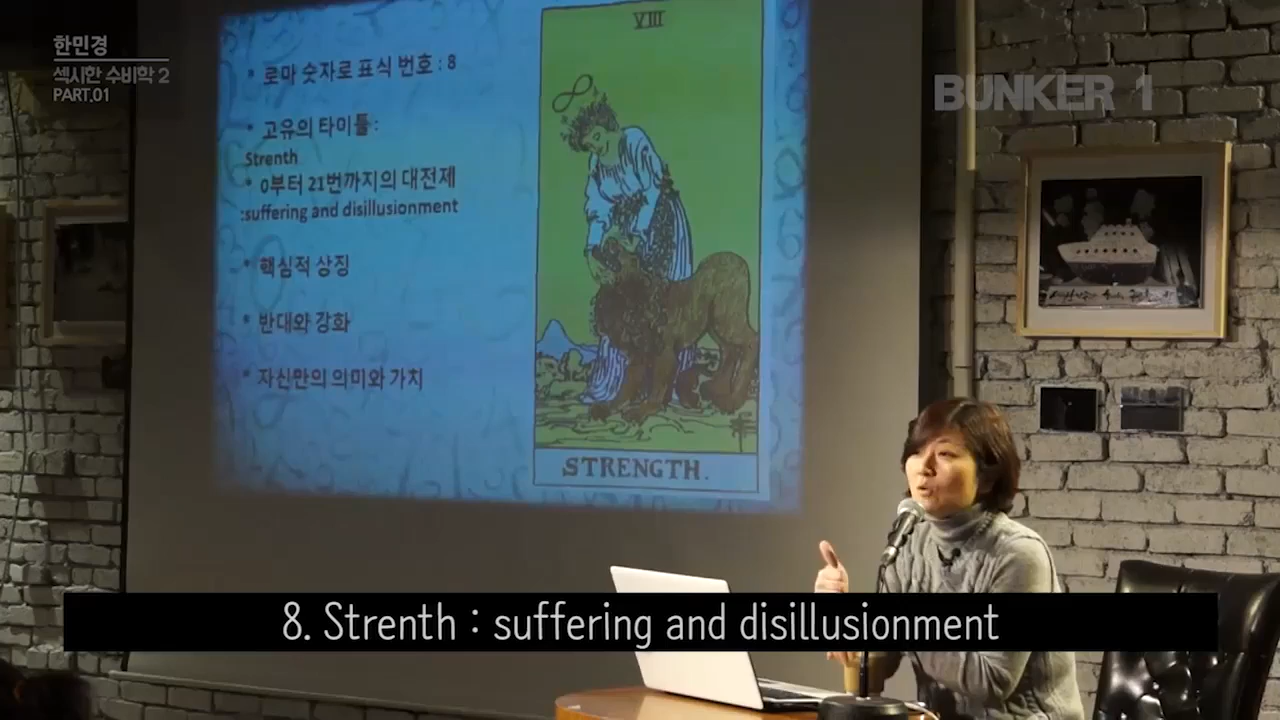 한민경
섹시한 수비학 2
PART.01
BUNKER 1
* 로마 숫자로 표식 번호 : 8
* 고유의 타이틀 :
Strenth
* 0부터 21번까지의 대전제
:suffering and disillusionment
* 핵심적 상징
* 반대와 강화
* 자신만의 의미와 가치
VIII
STRENGTH.
8. Strenth : suffering and disillusionment